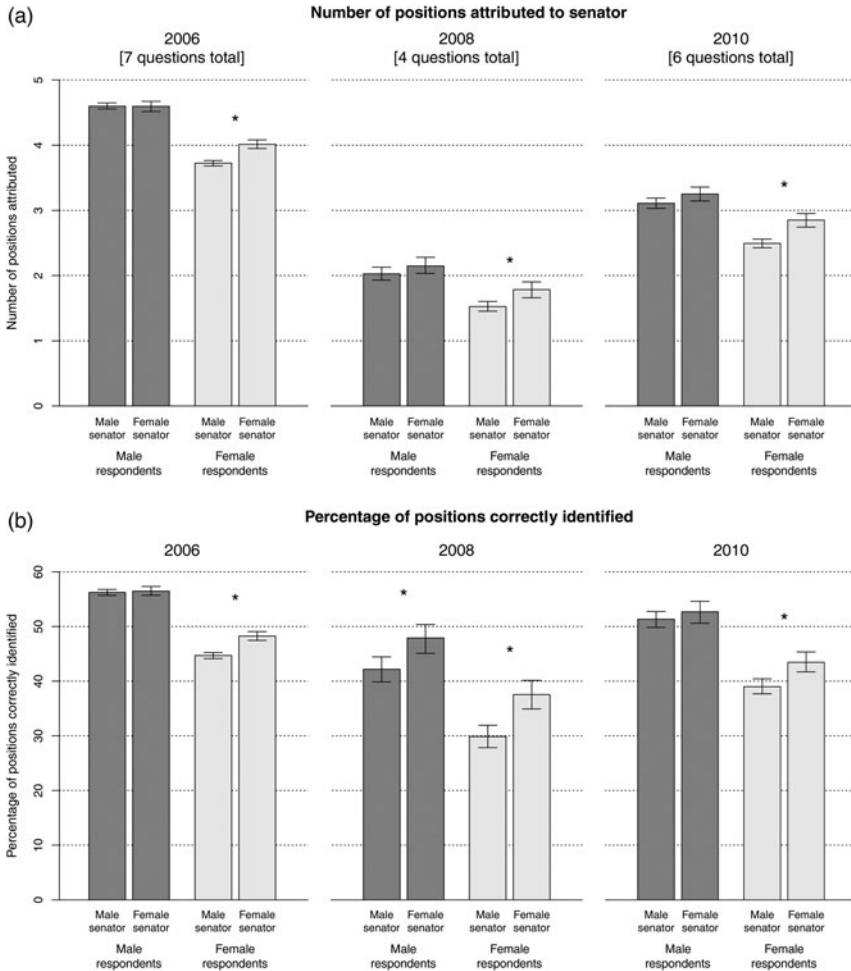 (a)
Number of positions attributed to senator
2006
[7 questions total]
2008
[4 questions total]
2010
[6 questions total]
Number of positions attributed
5
4
3
2
1
0
*
*
*
Male senator
Female senator
Male senator
Female senator
Male respondents
Female respondents
Male senator
Female senator
Male senator
Female senator
Male respondents
Female respondents
Male senator
Female senator
Male senator
Female senator
Male respondents
Female respondents
(b)
Percentage of positions correctly identified
2006
2008
2010
Percentage of positions correctly identified
60
50
40
30
20
10
0
*
*
*
*
Male senator
Female senator
Male senator
Female senator
Male respondents
Female respondents
Male senator
Female senator
Male senator
Female senator
Male respondents
Female respondents
Male senator
Female senator
Male senator
Female senator
Male respondents
Female respondents